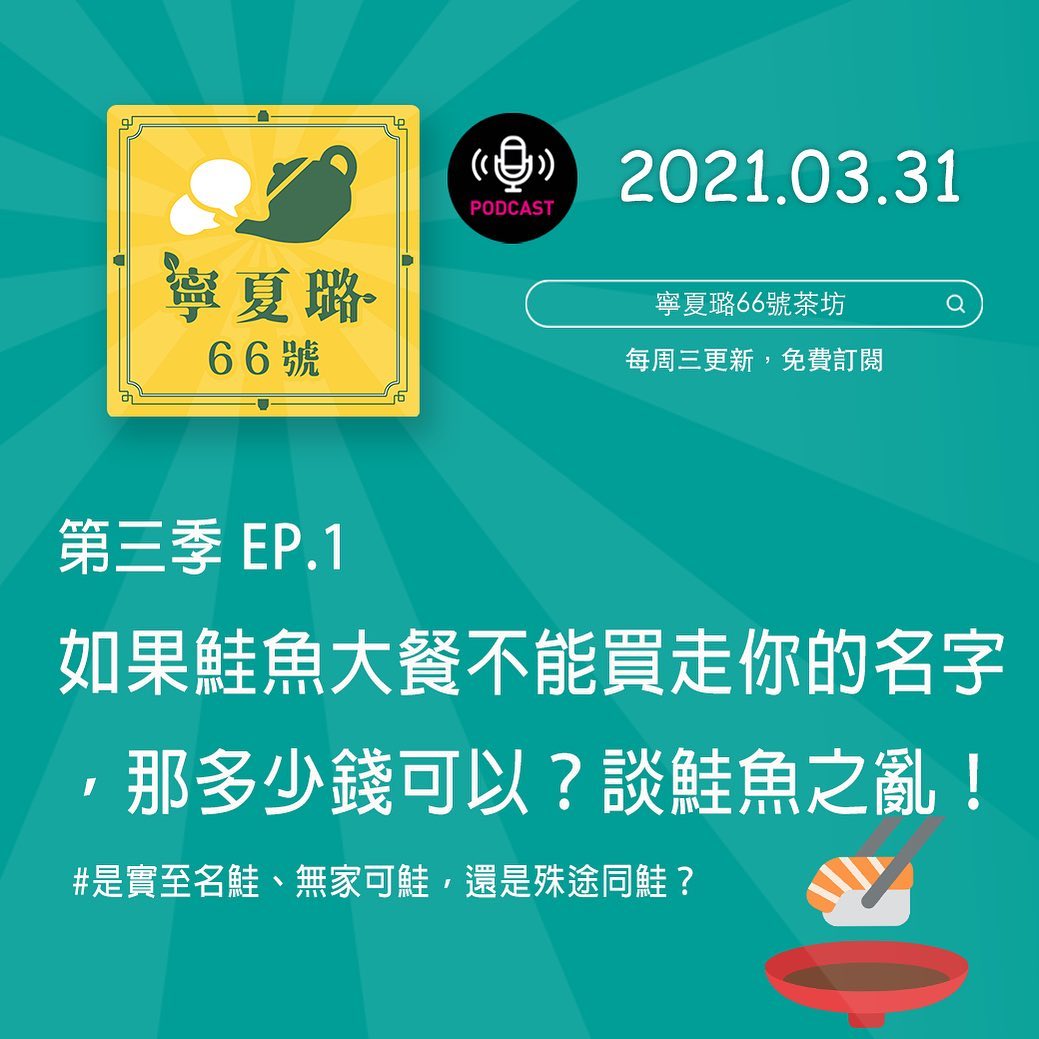 寧夏璐
66號
PODCAST
2021.03.31
寧夏璐66號茶坊
每周三更新，免費訂閱
第三季 EP.1
如果鮭魚大餐不能買走你的名字
，那多少錢可以？談鮭魚之亂！
#是實至名鮭、無家可鮭，還是殊途同鮭？